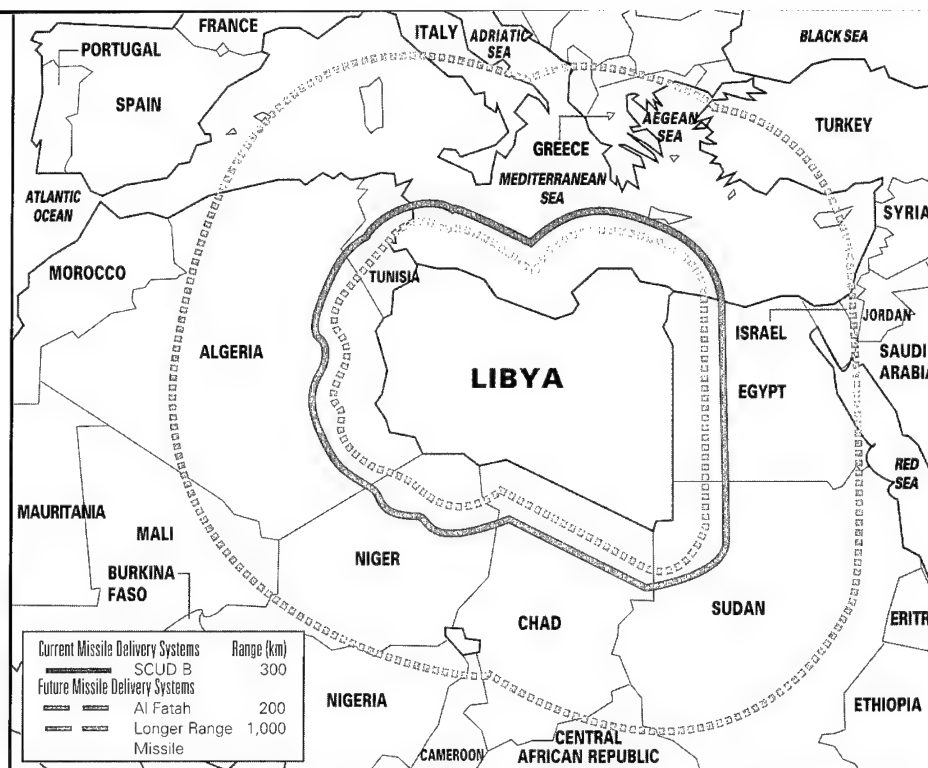 FRANCE
ITALY
ADRIATIC
SEA
BLACK SEA
PORTUGAL
SPAIN
AEGEAN
SEA
TURKEY
GREECE
MEDITERRANEAN
SEA
ATLANTIC
OCEAN
SYRIA
MOROCCO
TUNISIA
JORDAN
ISRAEL
ALGERIA
SAUDI
ARABIA
LIBYA
EGYPT
RED
SEA
MAURITANIA
MALI
NIGER
BURKINA
FASO
CHAD
SUDAN
ERITR
Current Missile Delivery Systems Range (km)
SCUD B 300
Future Missile Delivery Systems
Al Fatah 200
Longer Range 1,000
Missile
NIGERIA
ETHIOPIA
CAMEROON
CENTRAL
AFRICAN REPUBLIC